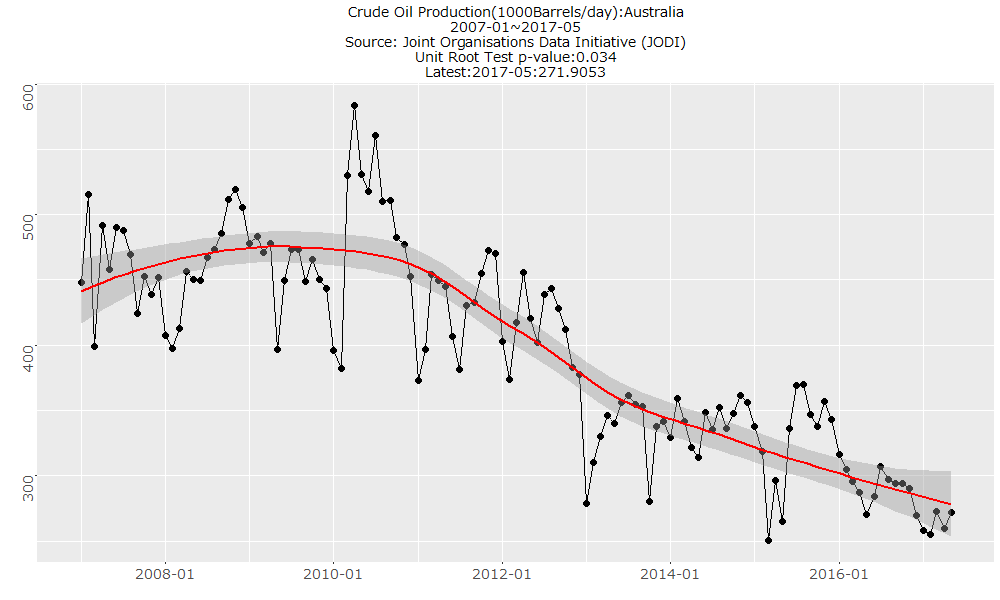 Crude Oil Production(1000Barrels/day):Australia
2007-01~2017-05
Source: Joint Organisations Data Initiative (JODI)
Unit Root Test p-value:0.034
Latest:2017-05:271.9053
600
500
400
300
2008-01 2010-01 2012-01 2014-01 2016-01